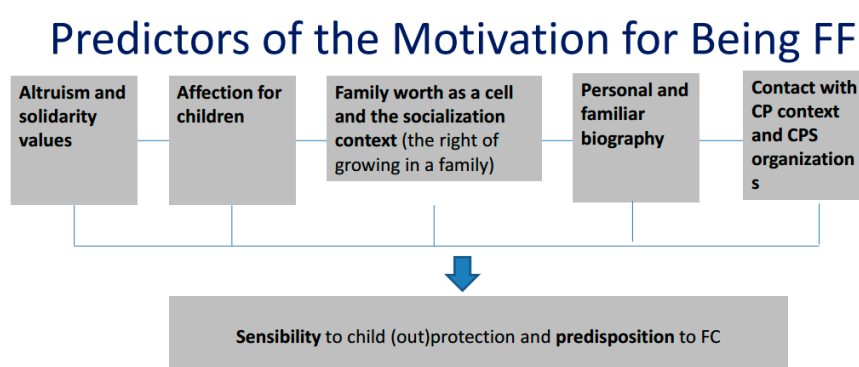 Predictors of the Motivation for Being FF
Altruism and
solidarity
values
Affection for
children
Family worth as a cell
and the socialization
context (the right of
growing in a family)
Personal and
familiar
biography
Contact with
CP context
and CPS
organization
s
Sensibility to child (out)protection and predisposition to FC